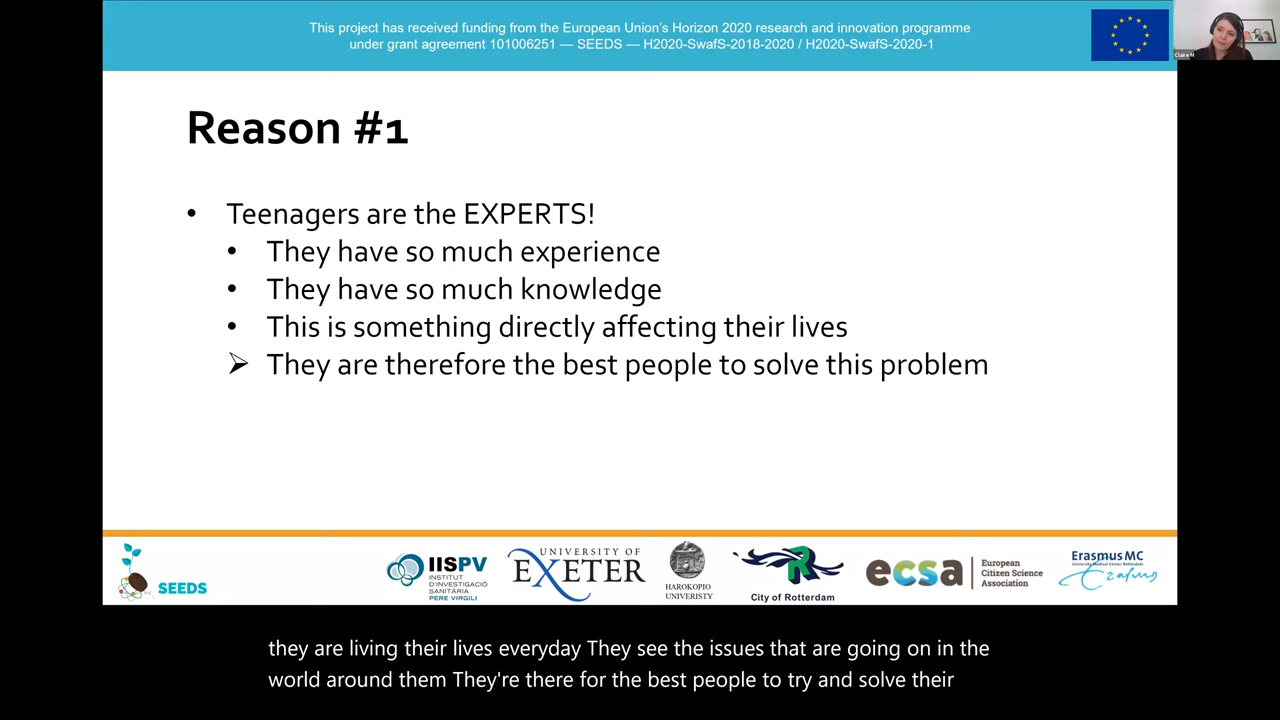 This project has received funding from the European Union's Horizon 2020 research and innovation programme
under grant agreement 101006251 — SEEDS — H2020-SwafS-2018-2020 / H2020-SwafS-2020-1
Claire M
Reason #1
• Teenagers are the EXPERTS!
• They have so much experience
• They have so much knowledge
• This is something directly affecting their lives
➢ They are therefore the best people to solve this problem
SEEDS
IISPV
INSTITUT
D'INVESTIGACIÓ
SANITÀRIA
PERE VIRGILI
UNIVERSITY OF
EXETER
HAROKOPIO
UNIVERISTY
City of Rotterdam
ecsa
European
Citizen Science
Association
Erasmus MC
University Medical Center Rotterdam
Erasmus
they are living their lives everyday They see the issues that are going on in the
world around them They're there for the best people to try and solve their